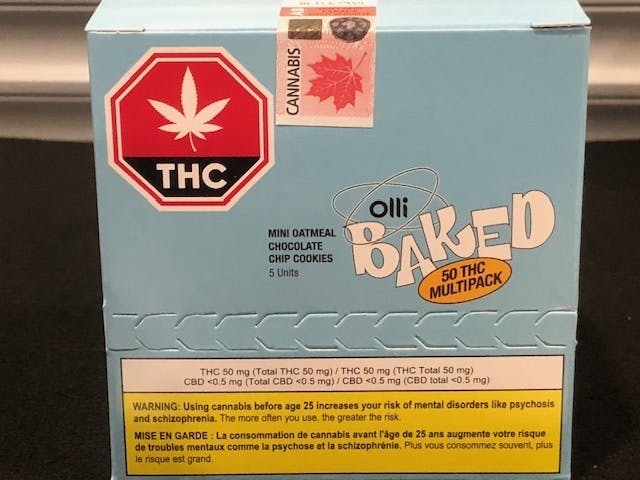 CANNABIS
THC
olli
BAKED
50 THC
MULTIPACK
MINI OATMEAL
CHOCOLATE
CHIP COOKIES
5 Units
THC 50 mg (Total THC 50 mg) / THC 50 mg (THC Total 50 mg)
CBD <0.5 mg (Total CBD <0.5 mg) / CBD <0.5 mg (CBD total <0.5 mg)
WARNING: Using cannabis before age 25 increases your risk of mental disorders like psychosis
and schizophrenia. The more often you use, the greater the risk.
MISE EN GARDE : La consommation de cannabis avant l'âge de 25 ans augmente votre risque
de troubles mentaux comme la psychose et la schizophrénie. Plus vous consommez souvent, plus
le risque est grand.